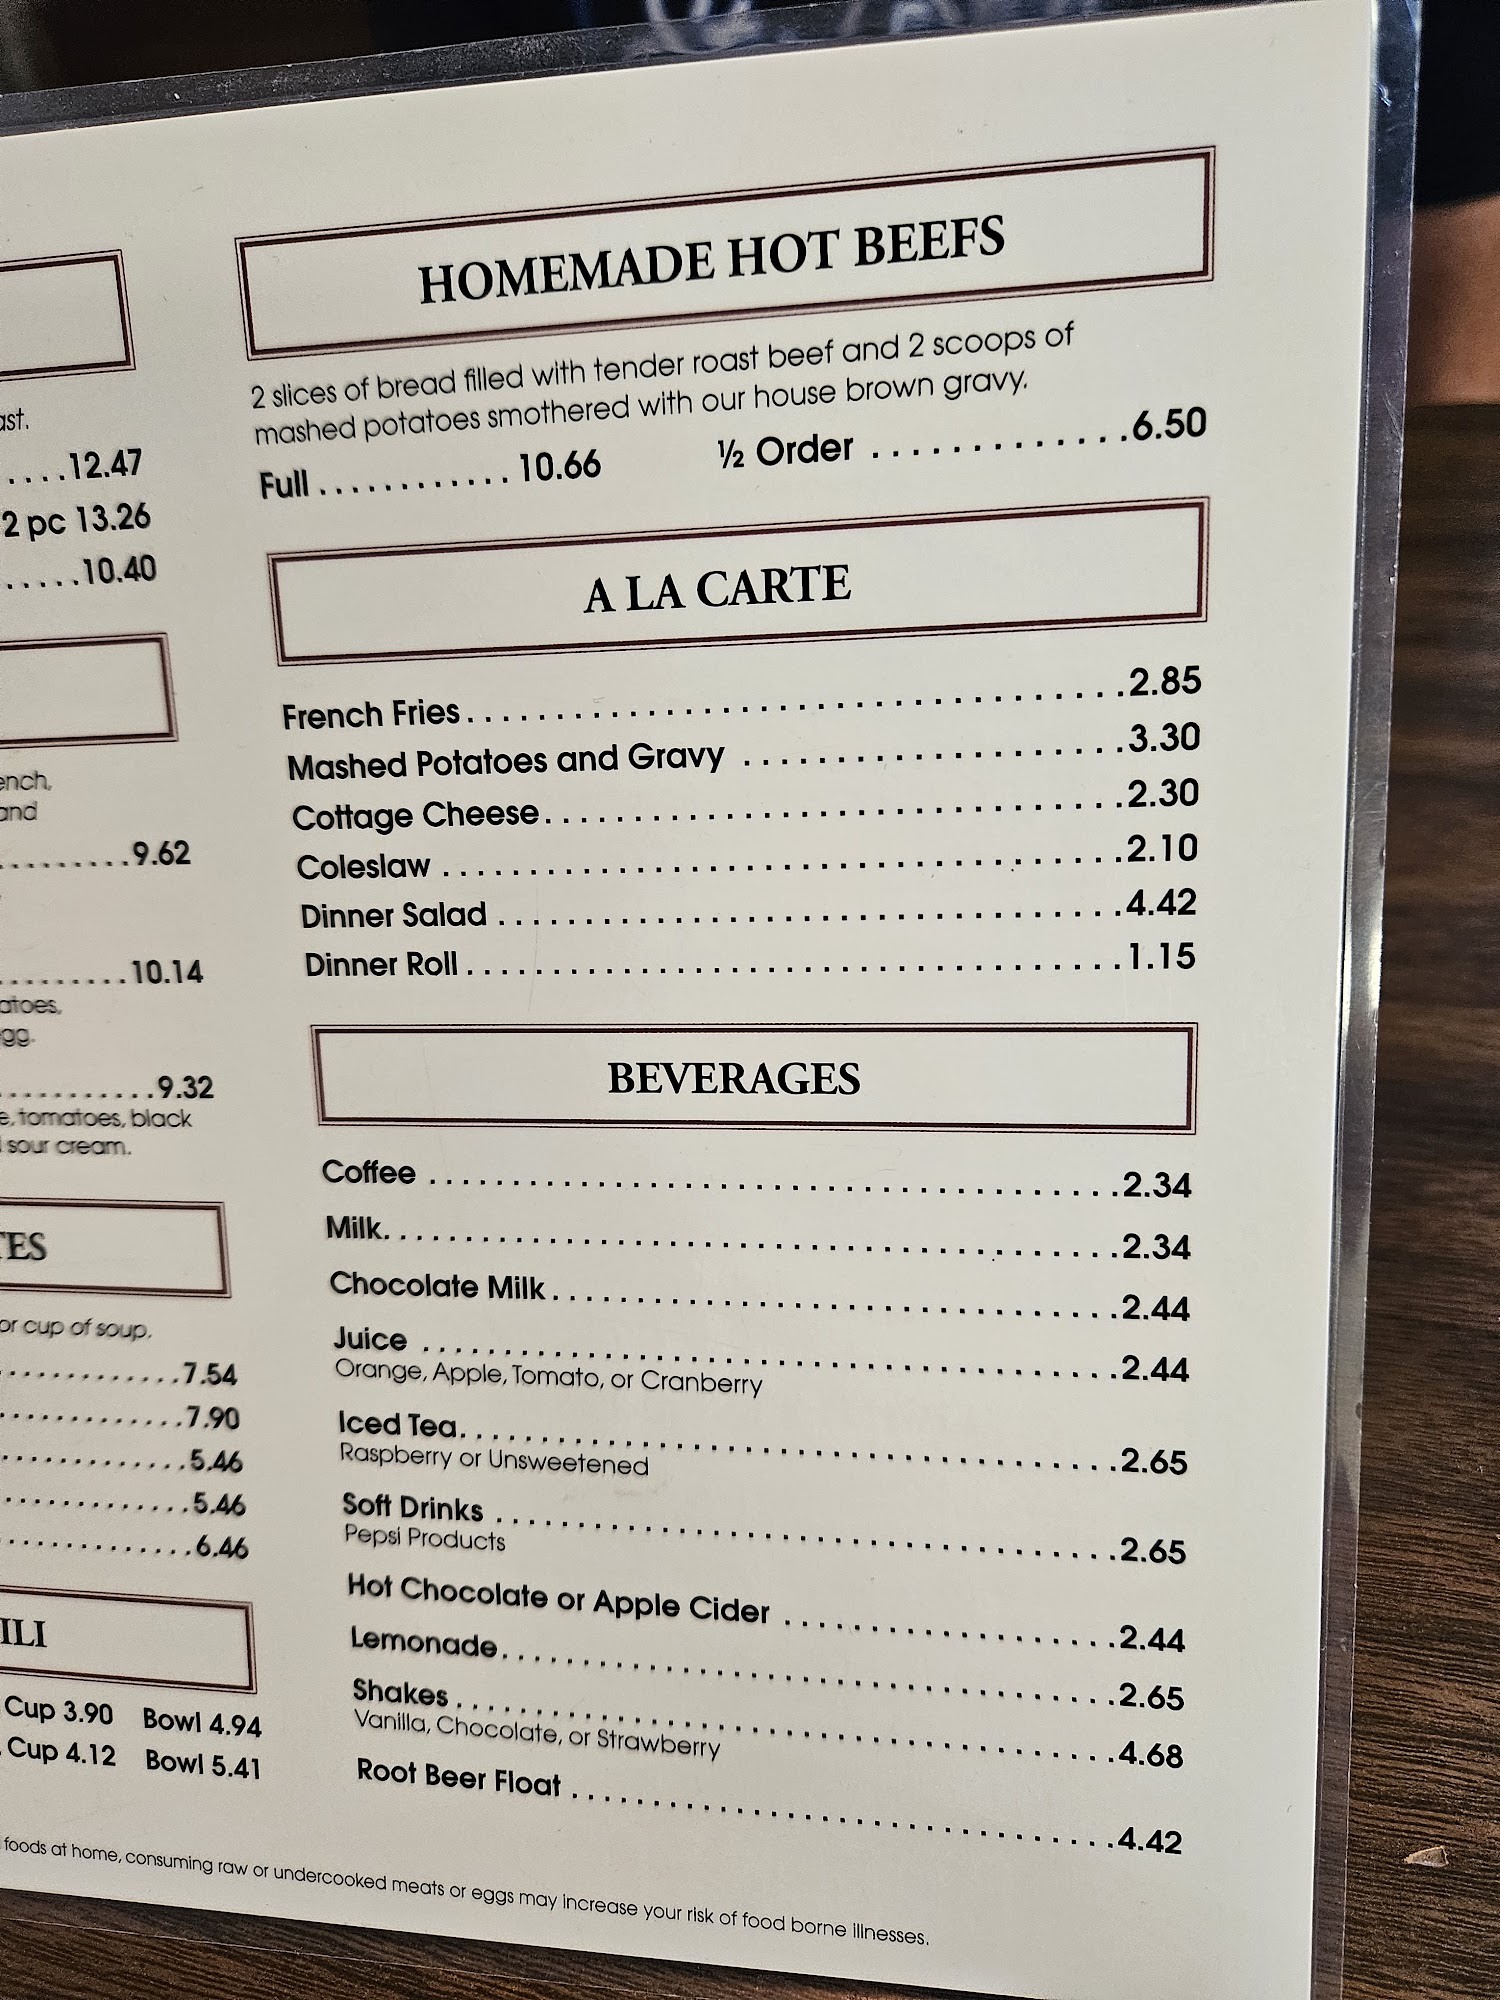 ast.
....12.47
2 pc 13.26
.....10.40
ench,
and
........9.62
........10.14
atoes,
gg.
...........9.32
e, tomatoes, black
sour cream.
TES
or cup of soup.
.............7.54
.............7.90
.............5.46
.............5.46
.............6.46
ILI
Cup 3.90 Bowl 4.94
. Cup 4.12 Bowl 5.41
HOMEMADE HOT BEEFS
2 slices of bread filled with tender roast beef and 2 scoops of
mashed potatoes smothered with our house brown gravy.
Full ............ 10.66 ½ Order .............6.50
A LA CARTE
French Fries .....................................2.85
Mashed Potatoes and Gravy ......................3.30
Cottage Cheese.................................2.30
Coleslaw ......................................2.10
Dinner Salad ...................................4.42
Dinner Roll .....................................1.15
BEVERAGES
Coffee .......................................2.34
Milk..........................................2.34
Chocolate Milk................................2.44
Juice ........................................2.44
Orange, Apple, Tomato, or Cranberry
Iced Tea......................................2.65
Raspberry or Unsweetened
Soft Drinks ...................................2.65
Pepsi Products
Hot Chocolate or Apple Cider ...................2.44
Lemonade...................................2.65
Shakes ......................................4.68
Vanilla, Chocolate, or Strawberry
Root Beer Float ...............................4.42
foods at home, consuming raw or undercooked meats or eggs may increase your risk of food borne illnesses.